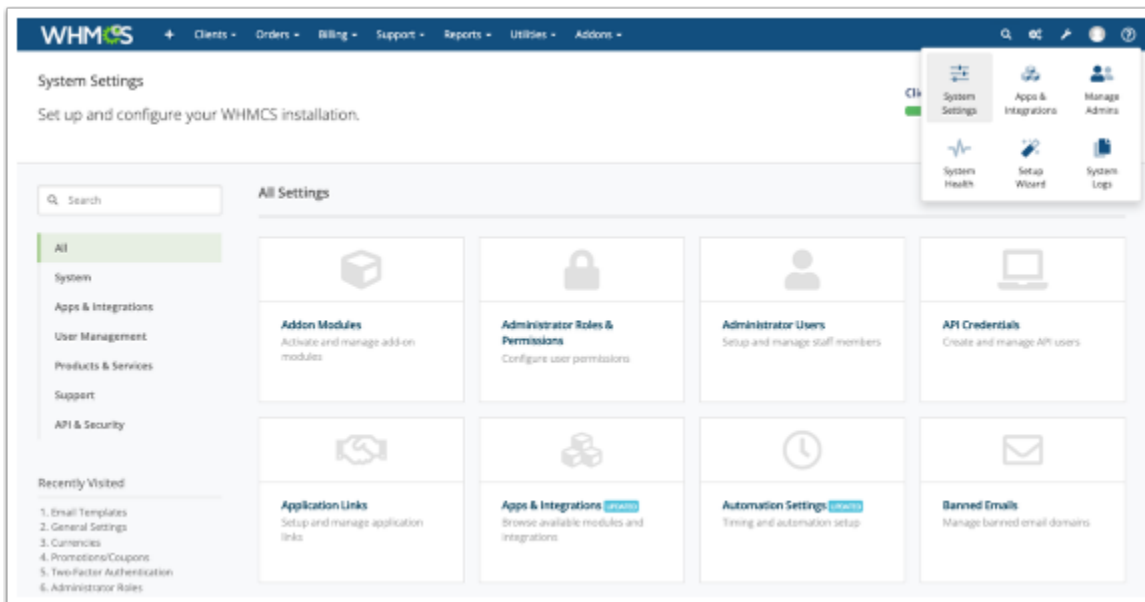 WHMCS + Clients Orders Billing Support Reports Utilities Addons
System Settings
Set up and configure your WHMCS installation.
Cli
System Settings
Apps & Integrations
Manage Admins
System Health
Setup Wizard
System Logs
Search
All
System
Apps & Integrations
User Management
Products & Services
Support
API & Security
Recently Visited
1. Email Templates
2. General Settings
3. Currencies
4. Promotions/Coupons
5. Two-Factor Authentication
6. Administrator Roles
All Settings
Addon Modules
Activate and manage add-on
modules
Administrator Roles &
Permissions
Configure user permissions
Administrator Users
Setup and manage staff members
API Credentials
Create and manage API users
Application Links
Setup and manage application
links
Apps & Integrations UPDATED
Browse available modules and
integrations
Automation Settings UPDATED
Timing and automation setup
Banned Emails
Manage banned email domains